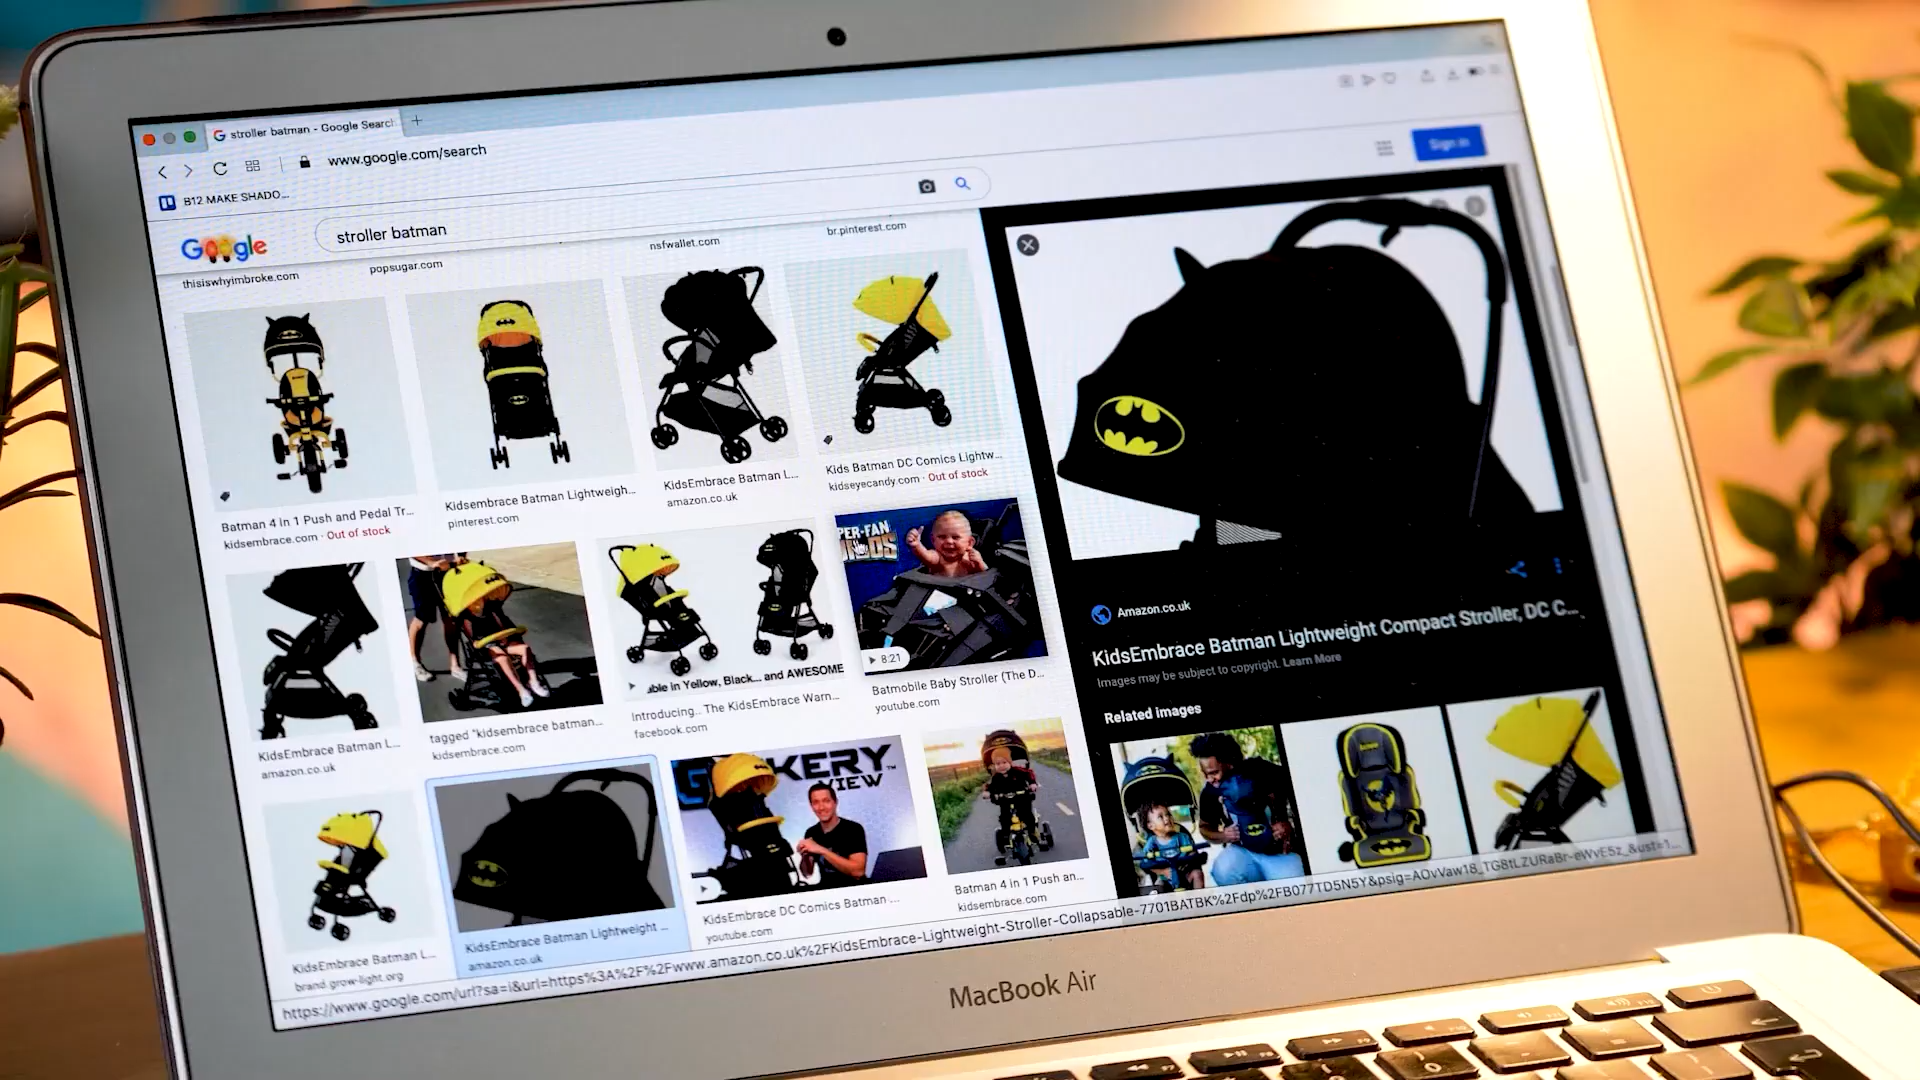 stroller batman - Google Search
www.google.com/search
Sign in
B12 MAKE SHADO...
Google
stroller batman
thisiswhyimbroke.com
popsugar.com
nsfwallet.com
br.pinterest.com
Batman 4 in 1 Push and Pedal Tr...
kidsembrace.com · Out of stock
Kidsembrace Batman Lightweigh...
pinterest.com
KidsEmbrace Batman L...
amazon.co.uk
Kids Batman DC Comics Lightw...
kidseyecandy.com · Out of stock
KidsEmbrace Batman L...
amazon.co.uk
tagged "kidsembrace batman...
kidsembrace.com
able in Yellow, Black... and AWESOME
Introducing.. The KidsEmbrace Warn...
facebook.com
PER-FAN
8:21
Batmobile Baby Stroller (The D...
youtube.com
KidsEmbrace Batman L...
brand.grow-light.org
KidsEmbrace Batman Lightweight ...
amazon.co.uk
KERY
VIEW™
KidsEmbrace DC Comics Batman ...
youtube.com
Batman 4 in 1 Push an...
kidsembrace.com
Amazon.co.uk
KidsEmbrace Batman Lightweight Compact Stroller, DC C...
Images may be subject to copyright. Learn More
Related images
https://www.google.com/url?sa=i&url=https%3A%2F%2Fwww.amazon.co.uk%2FKidsEmbrace-Lightweight-Stroller-Collapsable-7701BATBK%2Fdp%2FB077TD5N5Y&psig=AOvVaw18_TG8tLZURaBr-eWvE5z_&ust=1...
MacBook Air